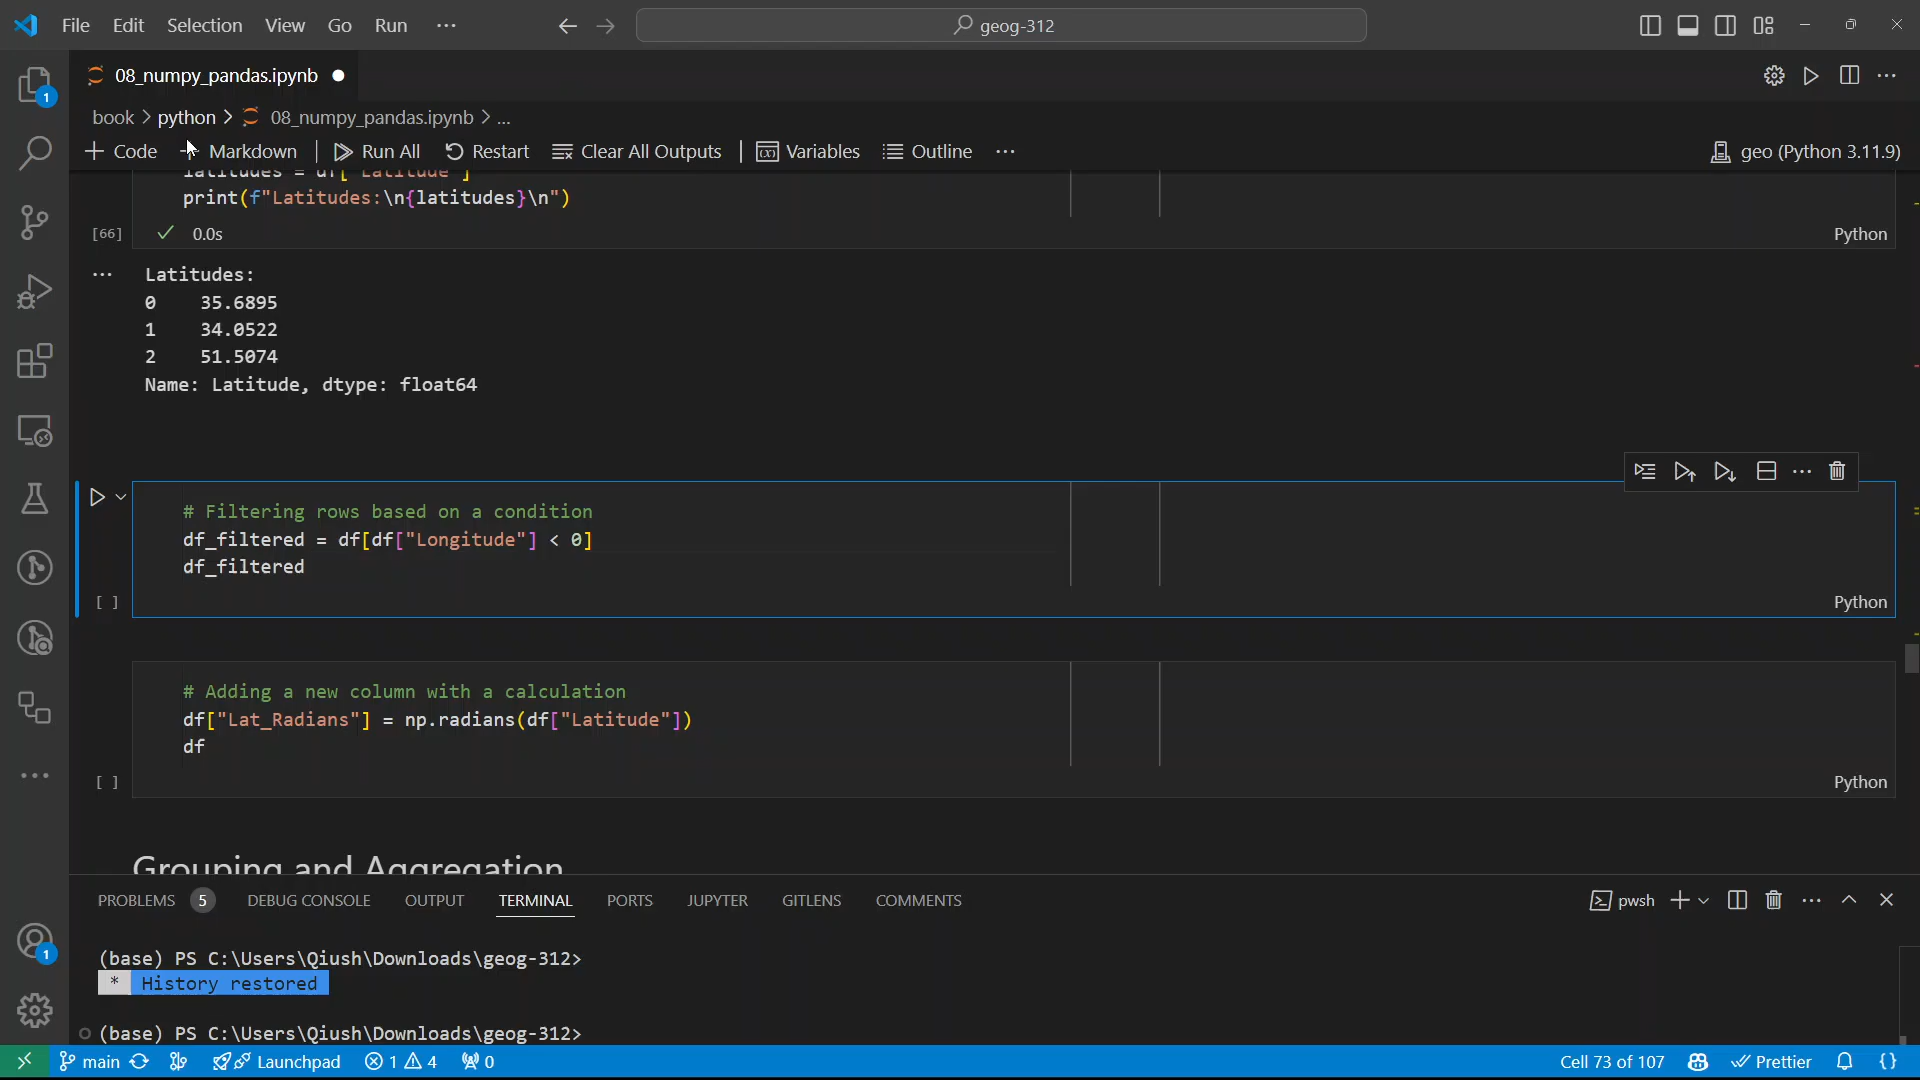 File Edit Selection View Go Run ···
geog-312
08_numpy_pandas.ipynb
book > python > 08_numpy_pandas.ipynb > ...
+ Code + Markdown Run All Restart Clear All Outputs Variables Outline ··· geo (Python 3.11.9)
latitudes = df["Latitude"]
print(f"Latitudes:\n{latitudes}\n")
[66] 0.0s Python
Latitudes:
0 35.6895
1 34.0522
2 51.5074
Name: Latitude, dtype: float64
# Filtering rows based on a condition
df_filtered = df[df["Longitude"] < 0]
df_filtered
[ ] Python
# Adding a new column with a calculation
df["Lat_Radians"] = np.radians(df["Latitude"])
df
[ ] Python
Grouping and Aggregation
PROBLEMS 5 DEBUG CONSOLE OUTPUT TERMINAL PORTS JUPYTER GITLENS COMMENTS pwsh
(base) PS C:\Users\Qiush\Downloads\geog-312>
* History restored
(base) PS C:\Users\Qiush\Downloads\geog-312>
main Launchpad 1 4 0 Cell 73 of 107 Prettier {}
1
1